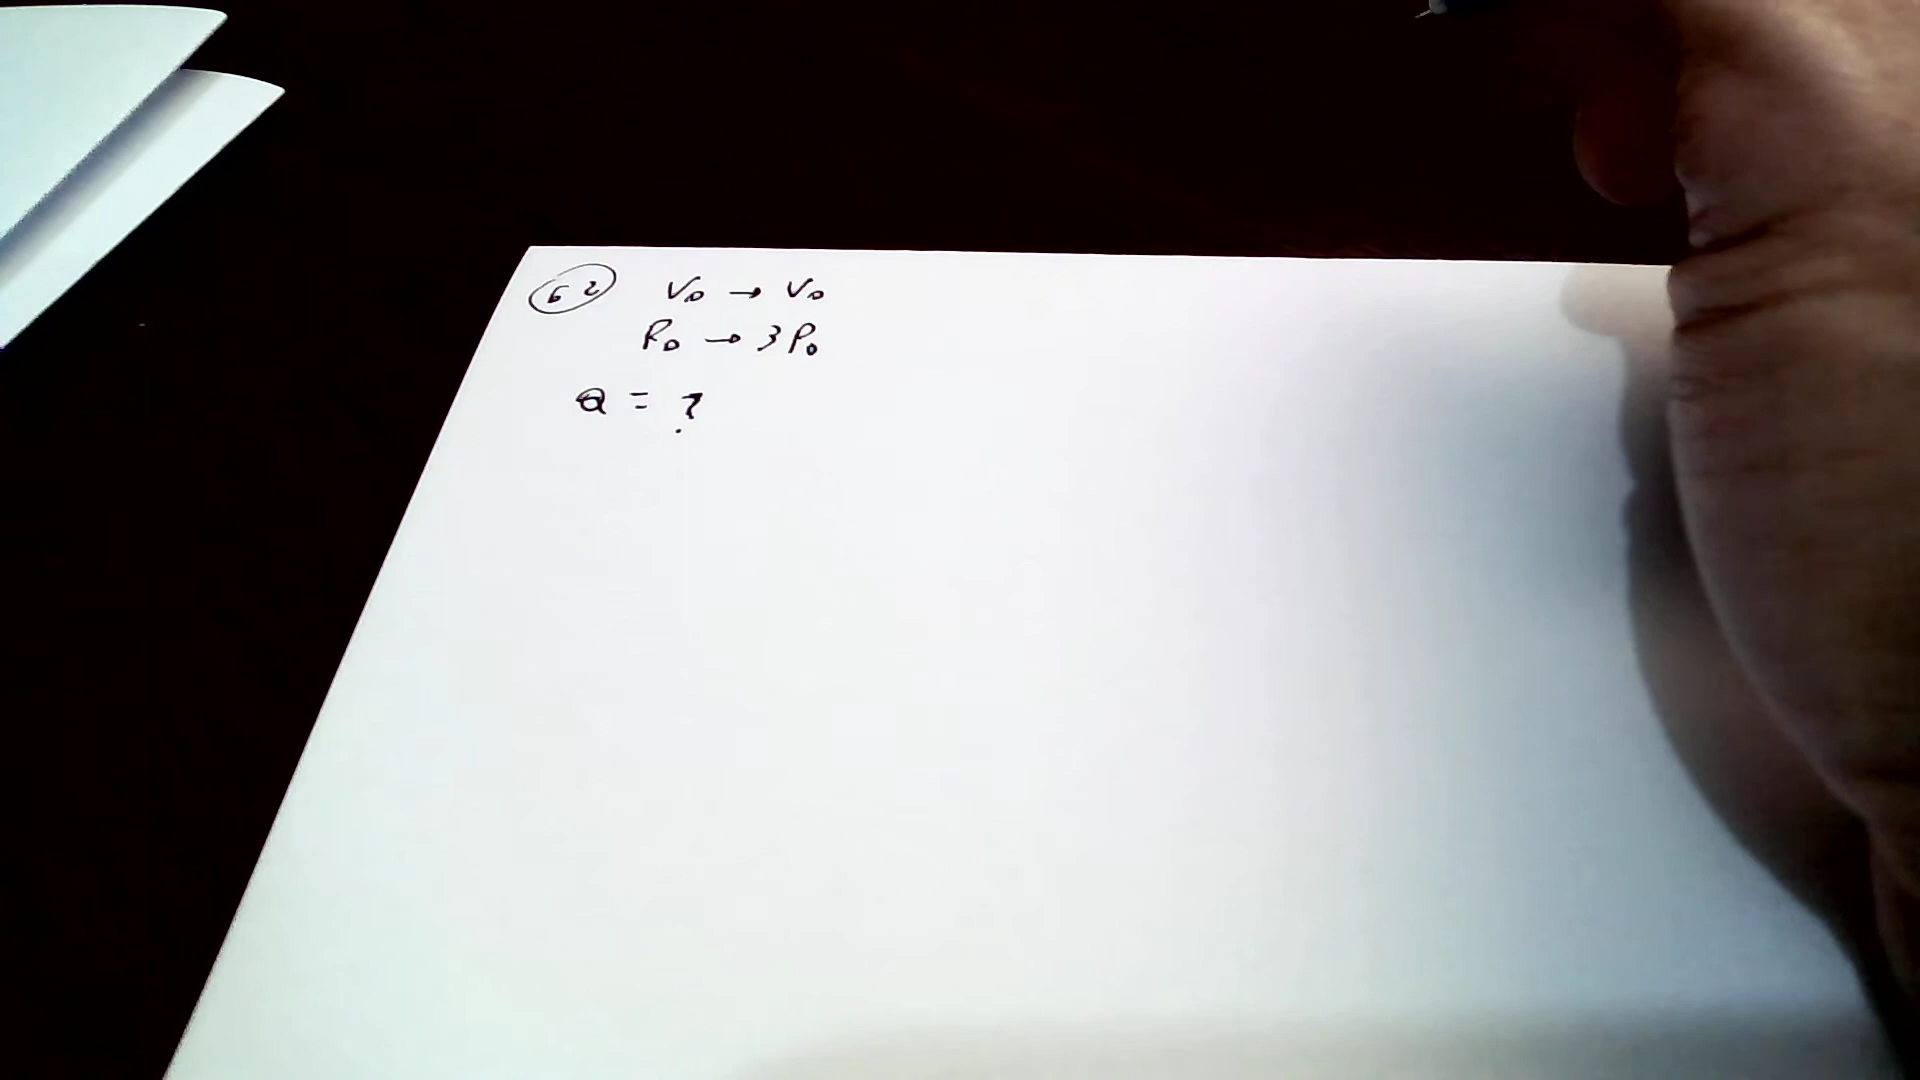 62 V₀ → V₀
P₀ → 3P₀
Q = ?